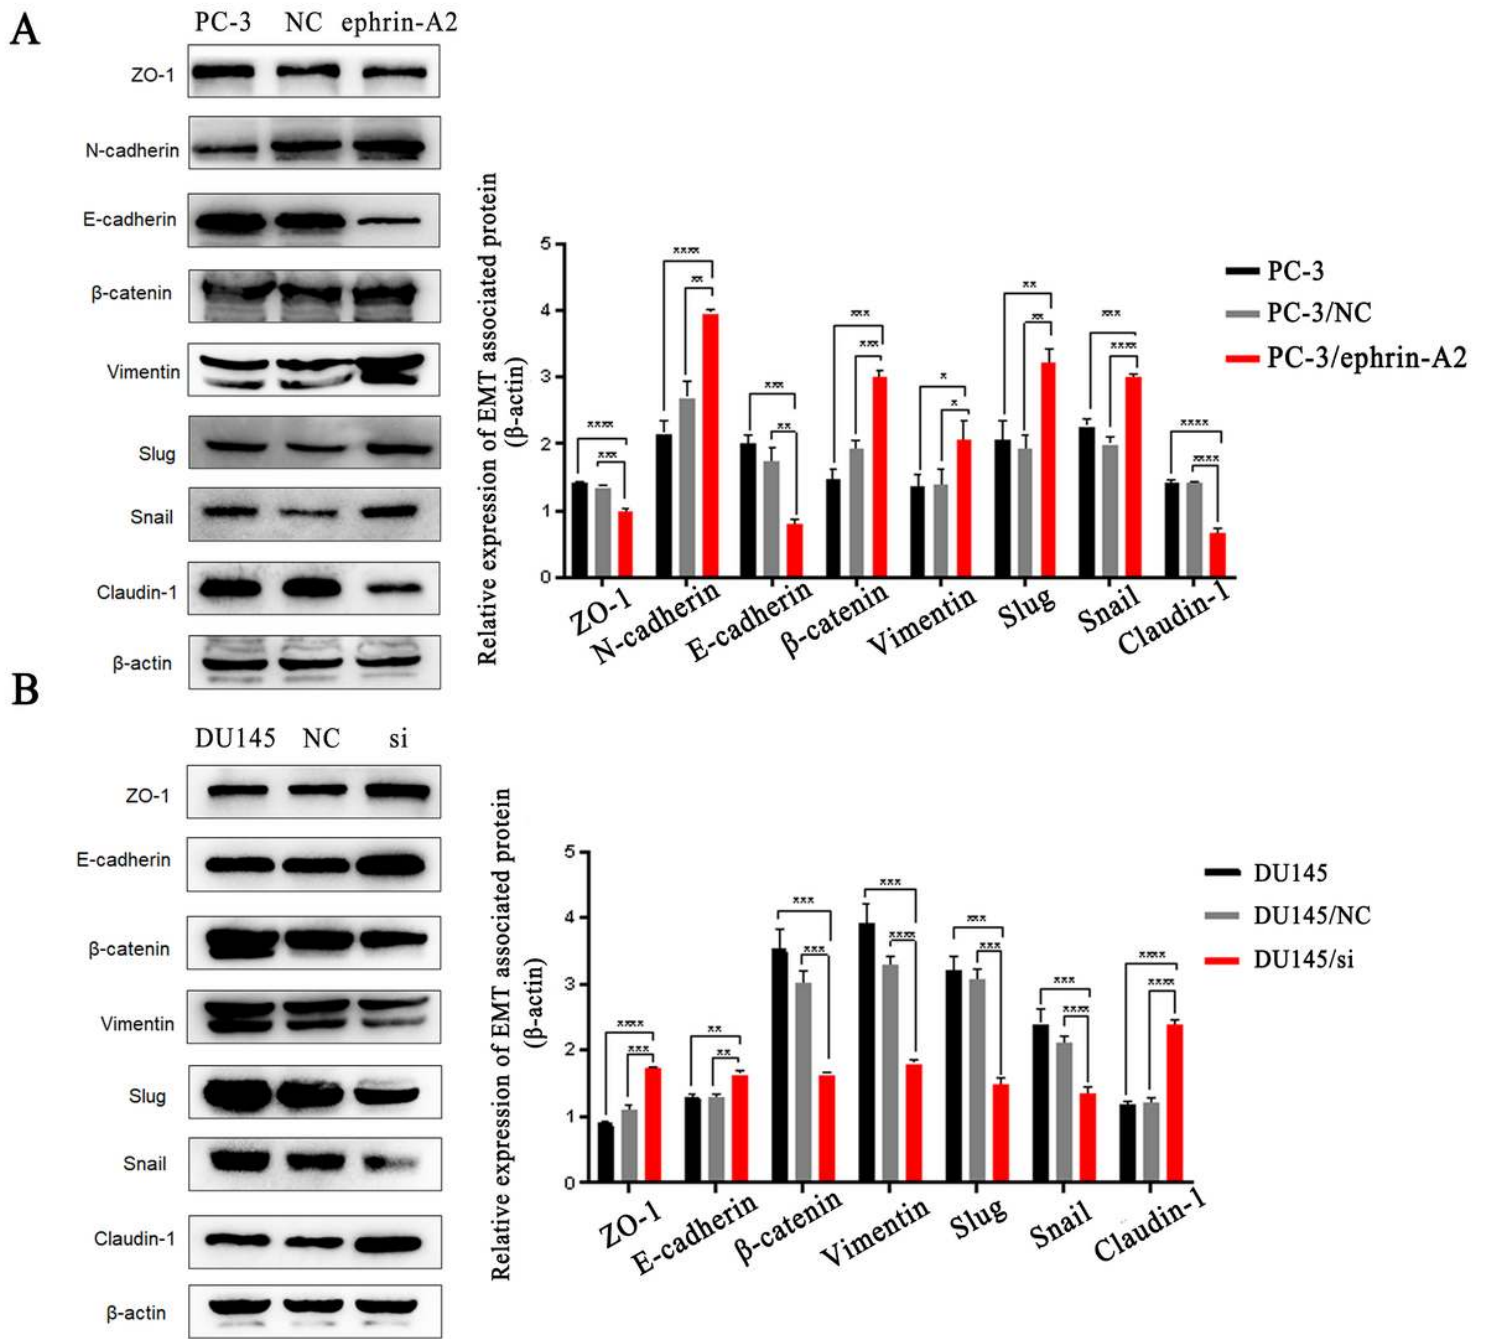 A
PC-3 NC ephrin-A2
ZO-1
N-cadherin
E-cadherin
β-catenin
Vimentin
Slug
Snail
Claudin-1
β-actin
Relative expression of EMT associated protein
(β-actin)
5
4
3
2
1
0
**** *** **** ** *** ** *** *** * * ** ** *** **** **** ****
ZO-1 N-cadherin E-cadherin β-catenin Vimentin Slug Snail Claudin-1
PC-3
PC-3/NC
PC-3/ephrin-A2
B
DU145 NC si
ZO-1
E-cadherin
β-catenin
Vimentin
Slug
Snail
Claudin-1
β-actin
Relative expression of EMT associated protein
(β-actin)
5
4
3
2
1
0
**** *** ** ** *** *** *** **** *** *** *** **** **** ****
ZO-1 E-cadherin β-catenin Vimentin Slug Snail Claudin-1
DU145
DU145/NC
DU145/si